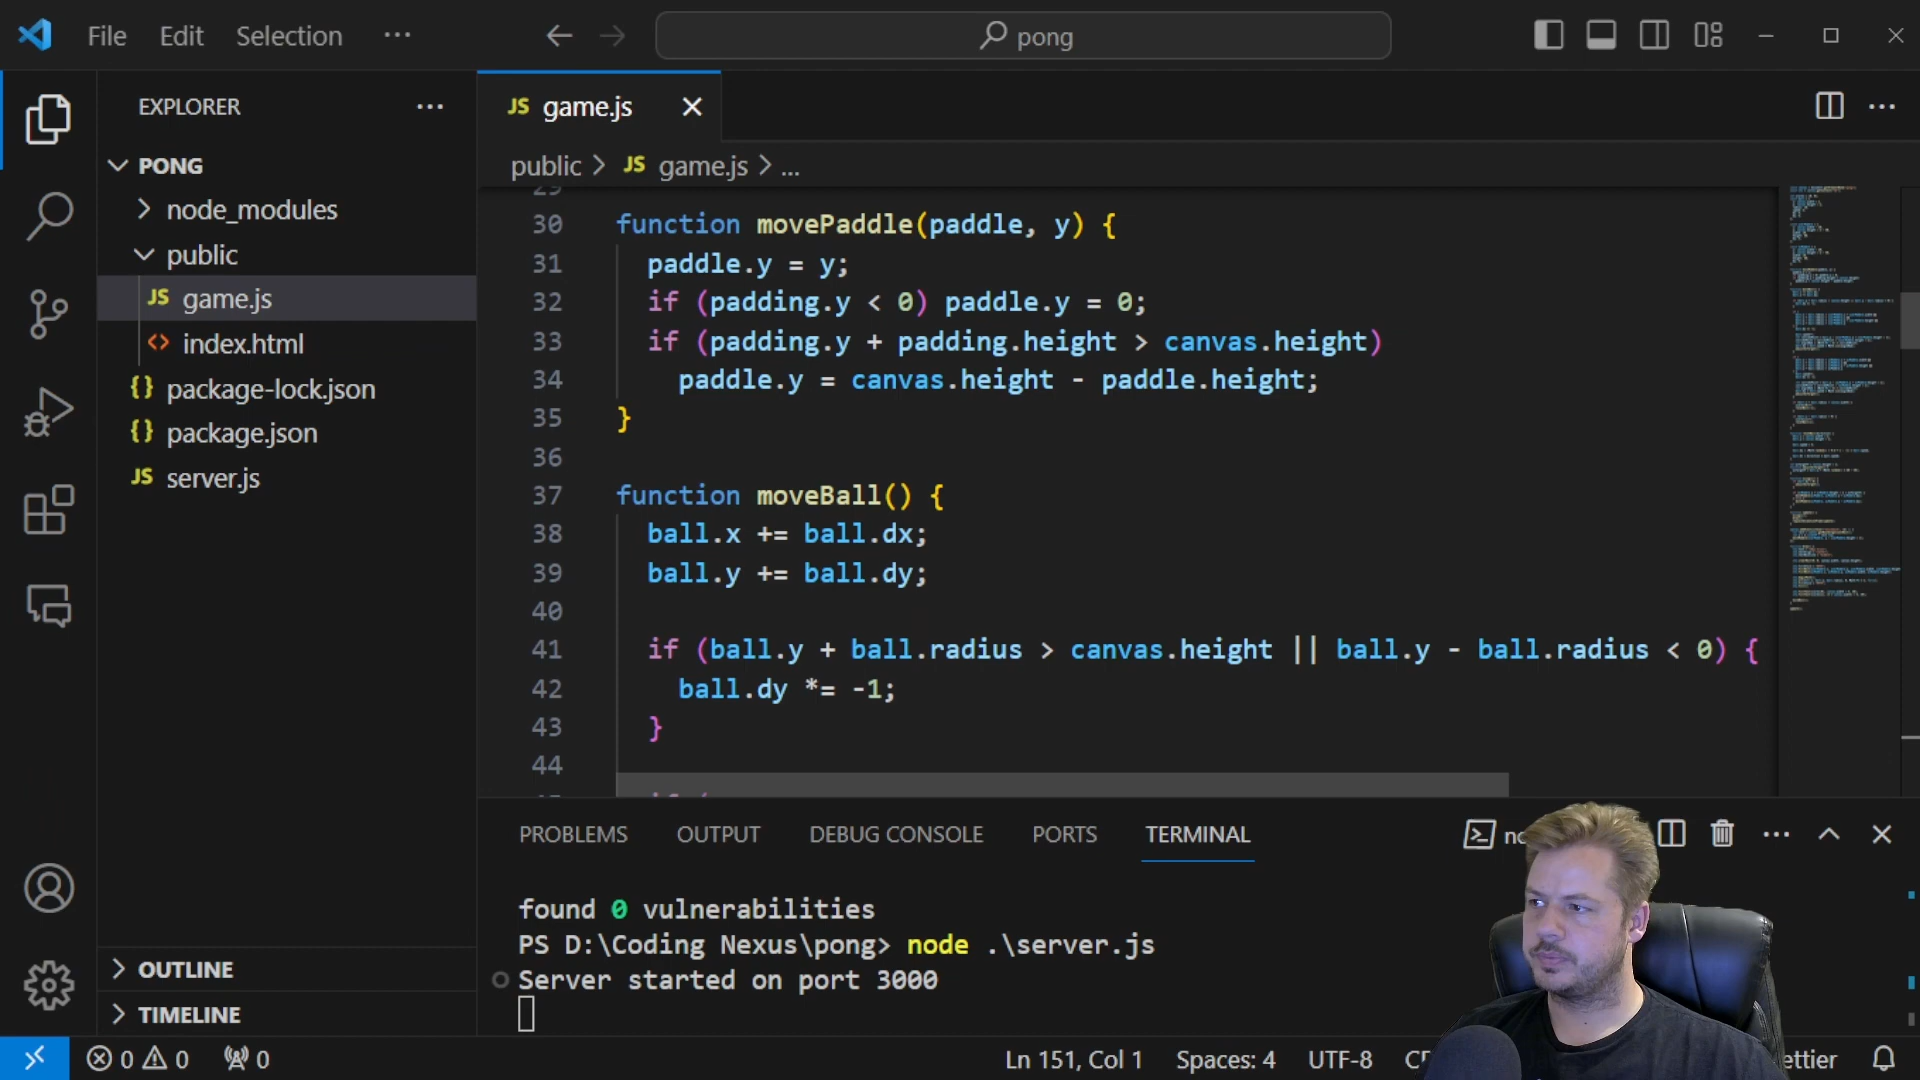 File Edit Selection ··· pong
EXPLORER ···
PONG
node_modules
public
JS game.js
<> index.html
{} package-lock.json
{} package.json
JS server.js
OUTLINE
TIMELINE
JS game.js
public > JS game.js > ...
29
30 function movePaddle(paddle, y) {
31 paddle.y = y;
32 if (padding.y < 0) paddle.y = 0;
33 if (padding.y + padding.height > canvas.height)
34 paddle.y = canvas.height - paddle.height;
35 }
36
37 function moveBall() {
38 ball.x += ball.dx;
39 ball.y += ball.dy;
40
41 if (ball.y + ball.radius > canvas.height || ball.y - ball.radius < 0) {
42 ball.dy *= -1;
43 }
44
PROBLEMS OUTPUT DEBUG CONSOLE PORTS TERMINAL
found 0 vulnerabilities
PS D:\Coding Nexus\pong> node .\server.js
Server started on port 3000
0 0 0 Ln 151, Col 1 Spaces: 4 UTF-8